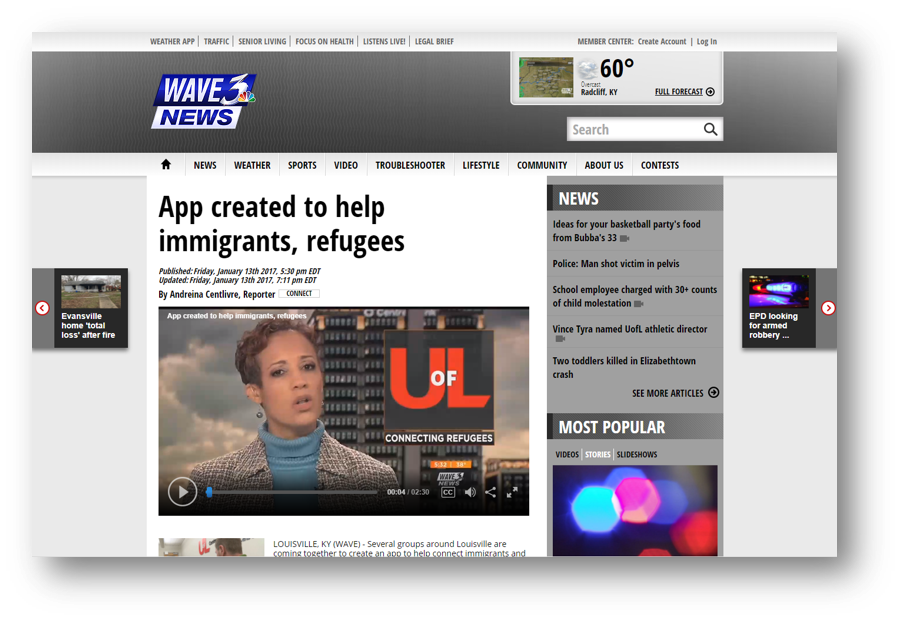 WEATHER APP | TRAFFIC | SENIOR LIVING | FOCUS ON HEALTH | LISTENS LIVE! | LEGAL BRIEF
MEMBER CENTER: Create Account | Log In
WAVE 3
NEWS
60°
Overcast
Radcliff, KY
FULL FORECAST
Search
NEWS WEATHER SPORTS VIDEO TROUBLESHOOTER LIFESTYLE COMMUNITY ABOUT US CONTESTS
Evansville
home 'total
loss' after fire
App created to help
immigrants, refugees
Published: Friday, January 13th 2017, 5:30 pm EDT
Updated: Friday, January 13th 2017, 7:11 pm EDT
By Andreina Centlivre, Reporter CONNECT
App created to help immigrants, refugees
U OF L
CONNECTING REFUGEES
5:32 38°
WAVE 3
NEWS
00:04 / 02:30 CC
LOUISVILLE, KY (WAVE) - Several groups around Louisville are
coming together to create an app to help connect immigrants and
NEWS
Ideas for your basketball party's food
from Bubba's 33
Police: Man shot victim in pelvis
School employee charged with 30+ counts
of child molestation
Vince Tyra named UofL athletic director
Two toddlers killed in Elizabethtown
crash
SEE MORE ARTICLES
MOST POPULAR
VIDEOS | STORIES | SLIDESHOWS
EPD looking
for armed
robbery ...